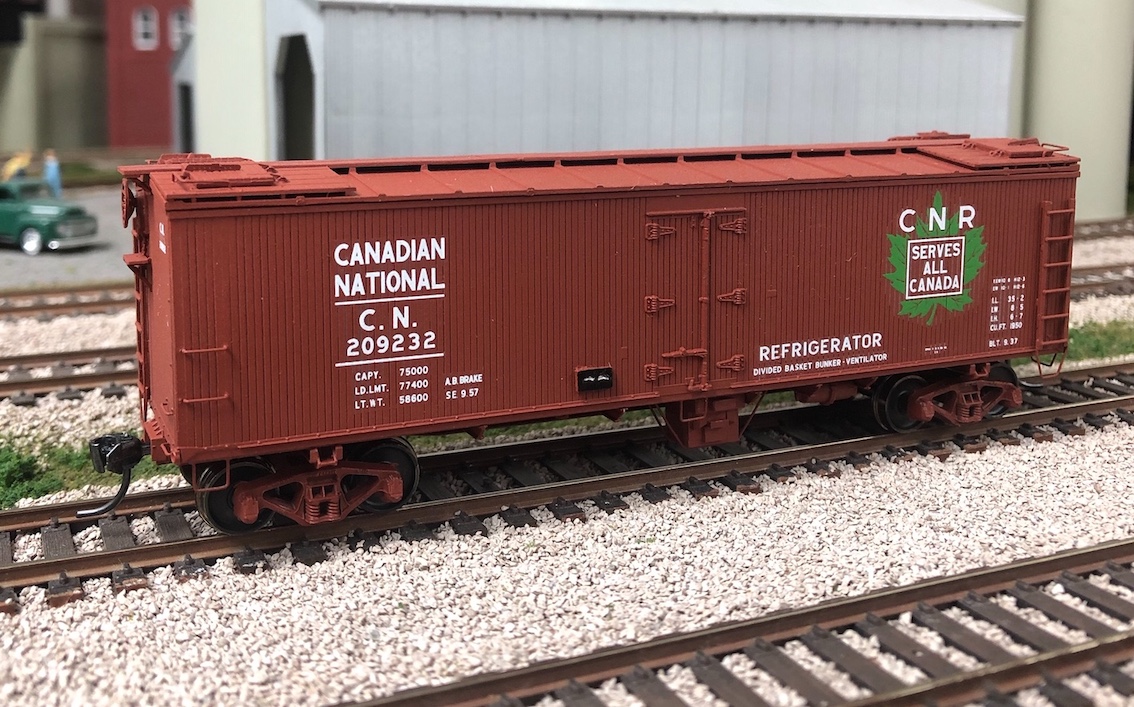 CANADIAN
NATIONAL
C. N.
209232
CAPY. 75000
LD.LMT. 77400
LT.WT. 58600
A.B. BRAKE
SE 9.57
REFRIGERATOR
DIVIDED BASKET BUNKER - VENTILATOR
CNR
SERVES
ALL
CANADA
I.L. 35-2
I.W. 8-5
I.H. 6-7
CU.FT. 1950
BLT. 9.37